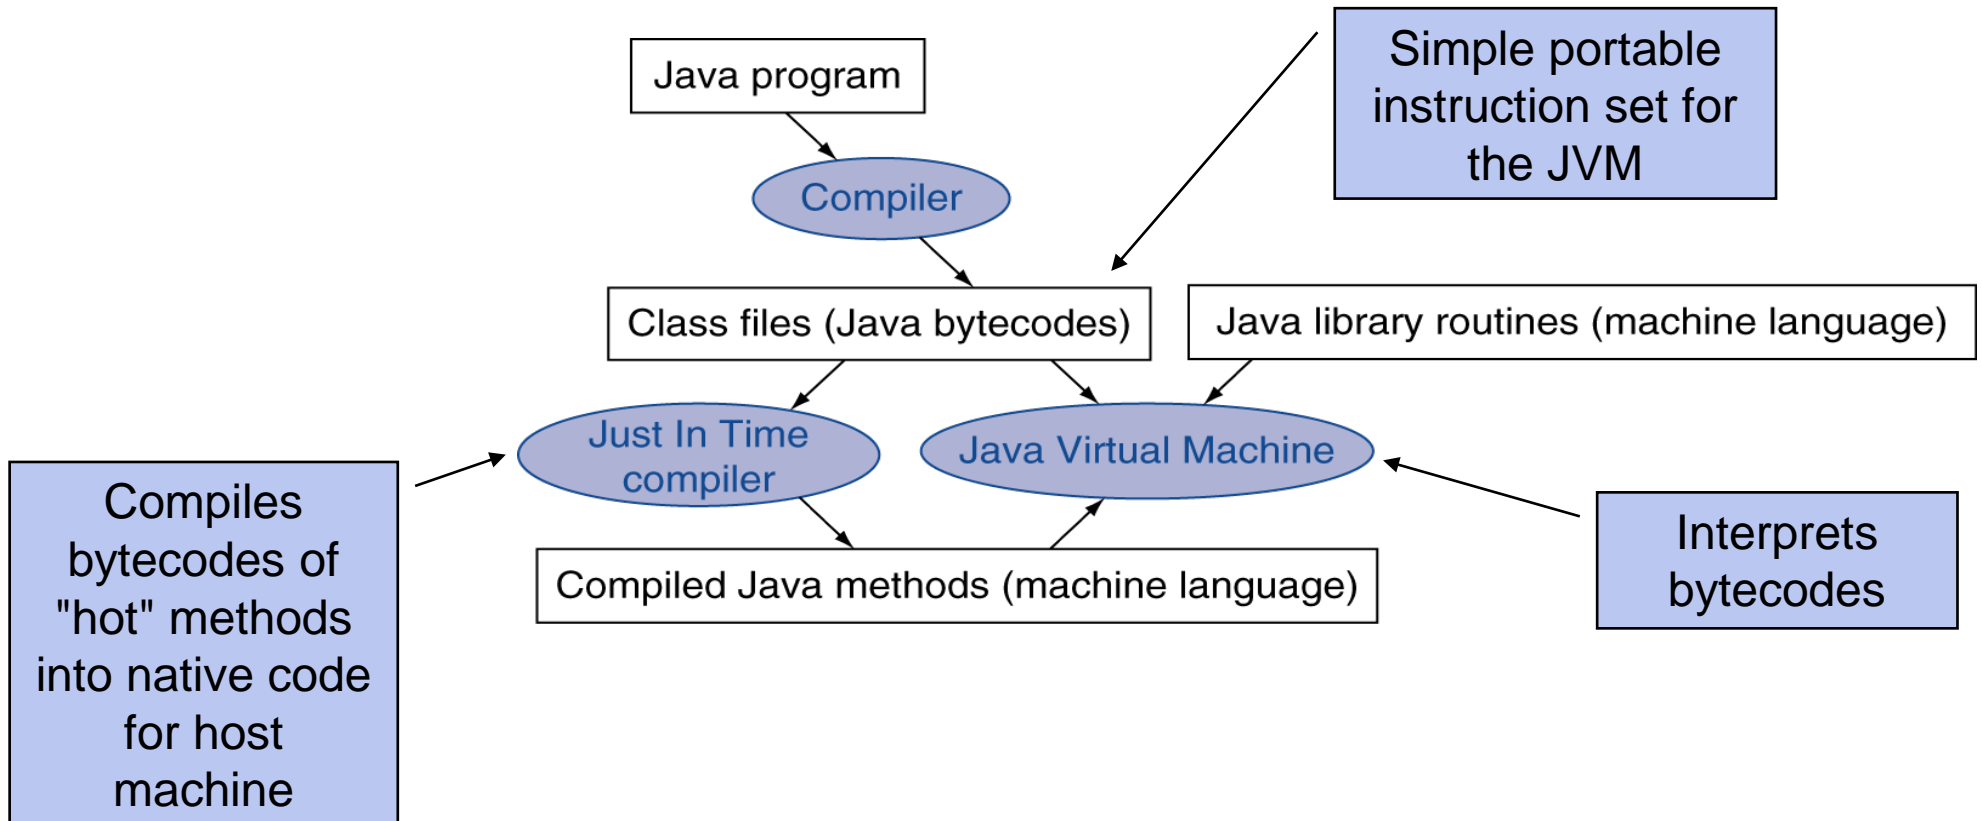 Java program
Simple portable
instruction set for
the JVM
Compiler
Class files (Java bytecodes)
Java library routines (machine language)
Just In Time
compiler
Java Virtual Machine
Compiles
bytecodes of
"hot" methods
into native code
for host
machine
Interprets
bytecodes
Compiled Java methods (machine language)